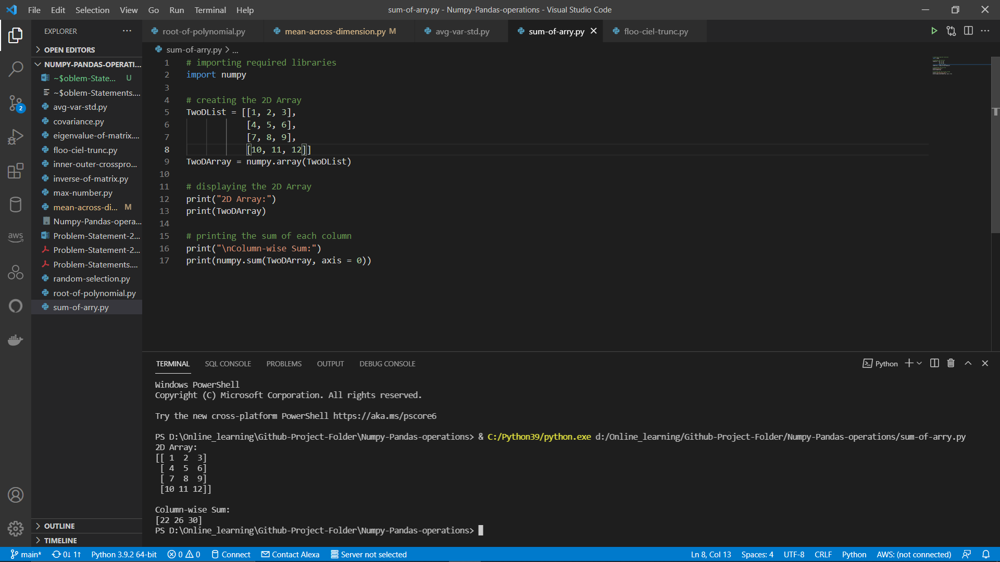 File Edit Selection View Go Run Terminal Help
sum-of-arry.py - Numpy-Pandas-operations - Visual Studio Code
EXPLORER
OPEN EDITORS
NUMPY-PANDAS-OPERATI...
~$oblem-State... U
~$oblem-Statements....
avg-var-std.py
covariance.py
eigenvalue-of-matrix....
floo-ciel-trunc.py
inner-outer-crosspro...
inverse-of-matrix.py
max-number.py
mean-across-di... M
Numpy-Pandas-opera...
Problem-Statement-2...
Problem-Statement-2...
Problem-Statements....
random-selection.py
root-of-polynomial.py
sum-of-arry.py
OUTLINE
TIMELINE
2
aws
root-of-polynomial.py
mean-across-dimension.py M
avg-var-std.py
sum-of-arry.py
floo-ciel-trunc.py
sum-of-arry.py > ...
1 # importing required libraries
2 import numpy
3
4 # creating the 2D Array
5 TwoDList = [[1, 2, 3],
6 [4, 5, 6],
7 [7, 8, 9],
8 [10, 11, 12]]
9 TwoDArray = numpy.array(TwoDList)
10
11 # displaying the 2D Array
12 print("2D Array:")
13 print(TwoDArray)
14
15 # printing the sum of each column
16 print("\nColumn-wise Sum:")
17 print(numpy.sum(TwoDArray, axis = 0))
TERMINAL SQL CONSOLE PROBLEMS OUTPUT DEBUG CONSOLE
Python
Windows PowerShell
Copyright (C) Microsoft Corporation. All rights reserved.
Try the new cross-platform PowerShell https://aka.ms/pscore6
PS D:\Online_learning\Github-Project-Folder\Numpy-Pandas-operations> & C:/Python39/python.exe d:/Online_learning/Github-Project-Folder/Numpy-Pandas-operations/sum-of-arry.py
2D Array:
[[ 1 2 3]
[ 4 5 6]
[ 7 8 9]
[10 11 12]]
Column-wise Sum:
[22 26 30]
PS D:\Online_learning\Github-Project-Folder\Numpy-Pandas-operations>
main* 0↓ 1↑ Python 3.9.2 64-bit 0 0 Connect Contact Alexa Server not selected
Ln 8, Col 13 Spaces: 4 UTF-8 CRLF Python AWS: (not connected)